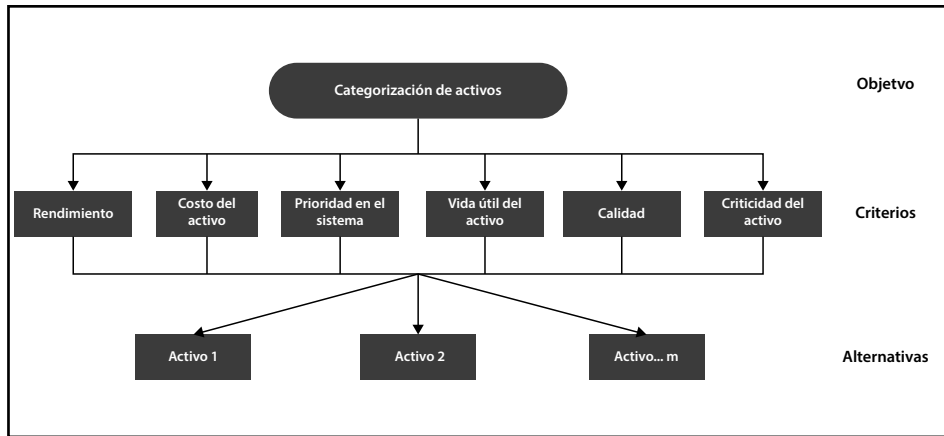 Categorización de activos
Objetvo
Rendimiento
Costo del
activo
Prioridad en el
sistema
Vida útil del
activo
Calidad
Criticidad del
activo
Criterios
Activo 1
Activo 2
Activo... m
Alternativas